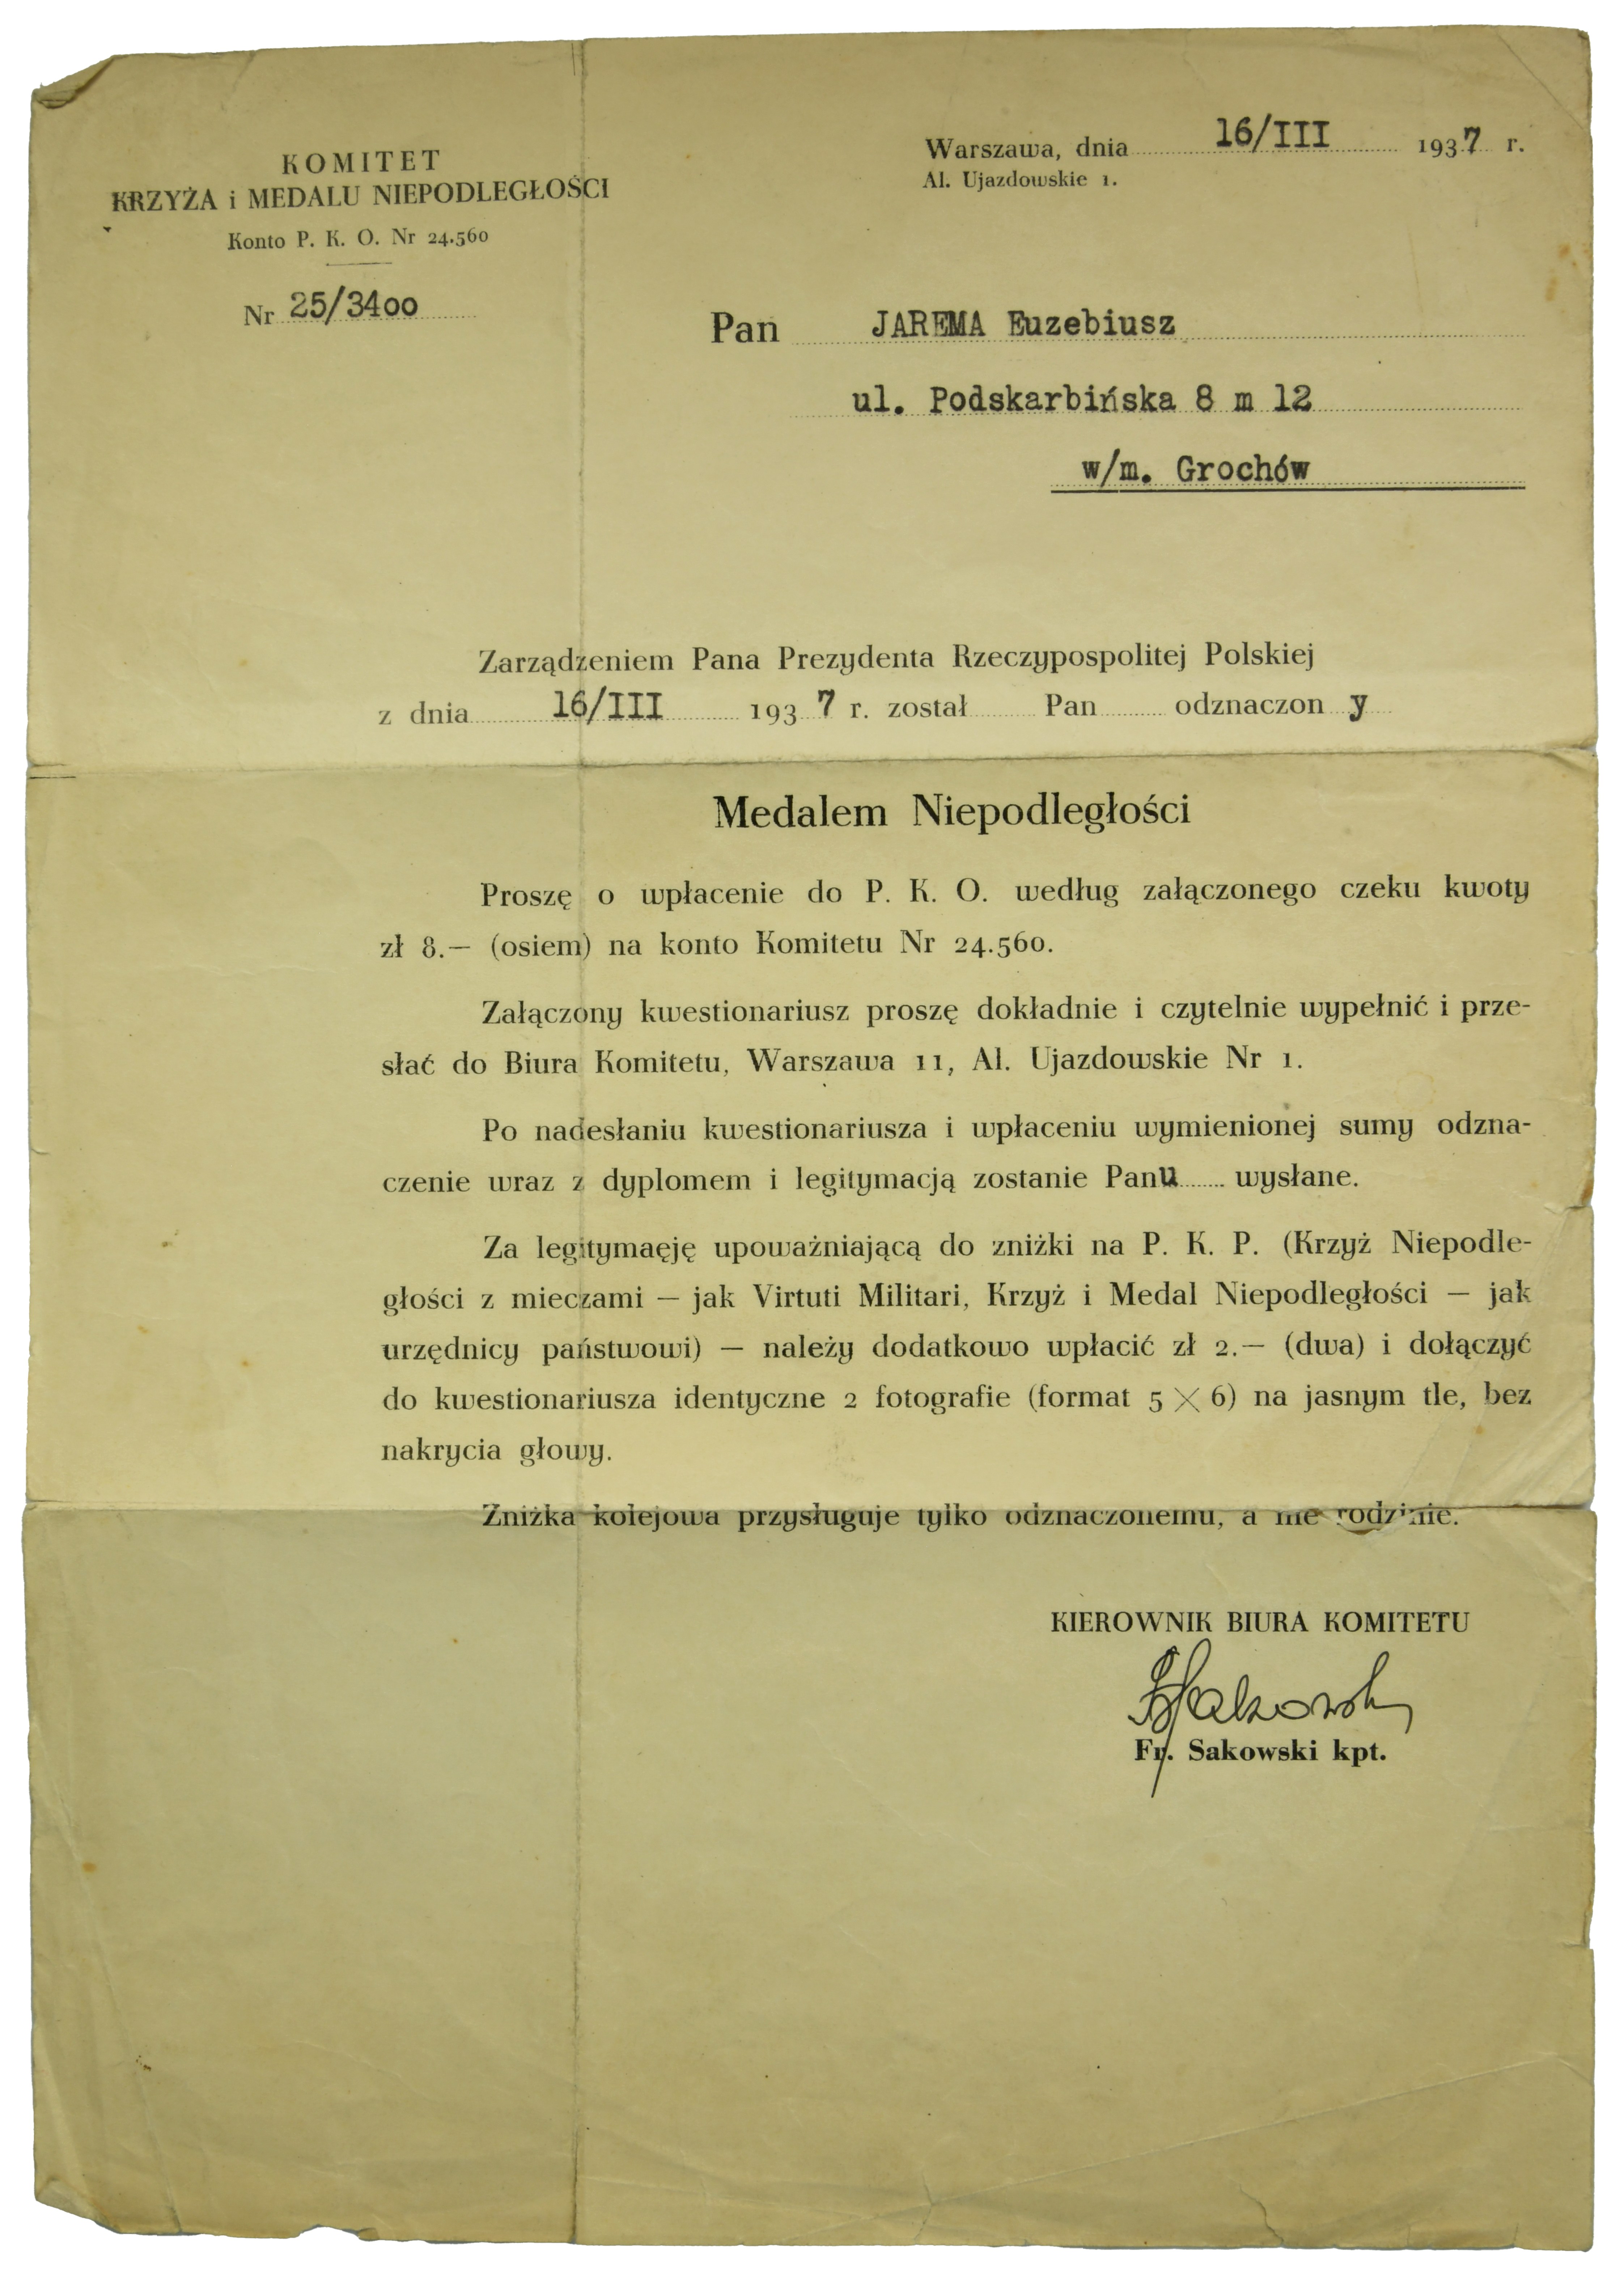 KOMITET
KRZYŻA i MEDALU NIEPODLEGŁOŚCI
Konto P. K. O. Nr 24.560
Nr 25/3400
Warszawa, dnia 16/III 1937 r.
Al. Ujazdowskie 1.
Pan JAREMA Euzebiusz
ul. Podskarbińska 8 m 12
w/m. Grochów
Zarządzeniem Pana Prezydenta Rzeczypospolitej Polskiej
z dnia 16/III 1937 r. został Pan odznaczony
Medalem Niepodległości
Proszę o wpłacenie do P. K. O. według załączonego czeku kwoty
zł 8.— (osiem) na konto Komitetu Nr 24.560.
Załączony kwestionariusz proszę dokładnie i czytelnie wypełnić i prze-
słać do Biura Komitetu, Warszawa 11, Al. Ujazdowskie Nr 1.
Po nadesłaniu kwestionariusza i wpłaceniu wymienionej sumy odzna-
czenie wraz z dyplomem i legitymacją zostanie Panu wysłane.
Za legitymaęję upoważniającą do zniżki na P. K. P. (Krzyż Niepodle-
głości z mieczami — jak Virtuti Militari, Krzyż i Medal Niepodległości — jak
urzędnicy państwowi) — należy dodatkowo wpłacić zł 2.— (dwa) i dołączyć
do kwestionariusza identyczne 2 fotografie (format 5 × 6) na jasnym tle, bez
nakrycia głowy.
Zniżka kolejowa przysługuje tylko odznaczonemu, a nie rodzinie.
KIEROWNIK BIURA KOMITETU
FSakowski
Fr. Sakowski kpt.